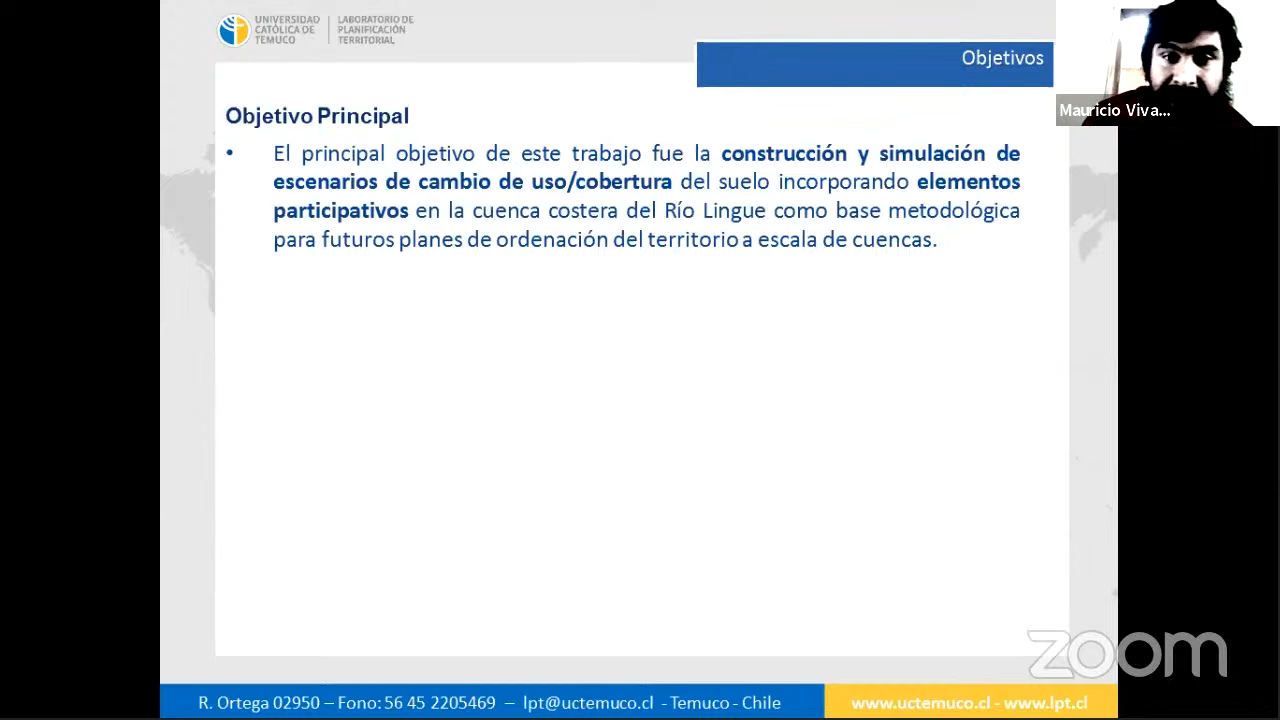 UNIVERSIDAD
CATÓLICA DE
TEMUCO
LABORATORIO DE
PLANIFICACIÓN
TERRITORIAL
Objetivos
Mauricio Viva...
Objetivo Principal
• El principal objetivo de este trabajo fue la construcción y simulación de
escenarios de cambio de uso/cobertura del suelo incorporando elementos
participativos en la cuenca costera del Río Lingue como base metodológica
para futuros planes de ordenación del territorio a escala de cuencas.
zoom
R. Ortega 02950 – Fono: 56 45 2205469 – lpt@uctemuco.cl - Temuco - Chile
www.uctemuco.cl - www.lpt.cl